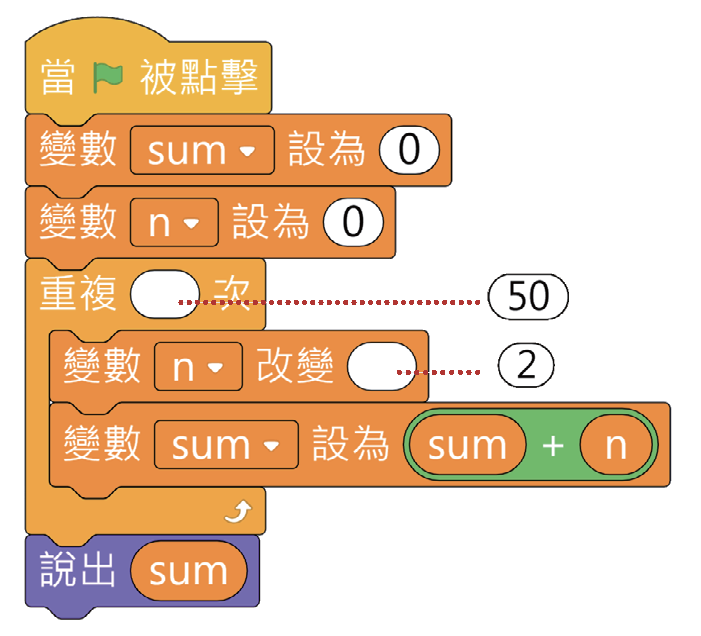 當 被點擊
變數 sum 設為 0
變數 n 設為 0
重複 次 50
變數 n 改變 2
變數 sum 設為 sum + n
說出 sum